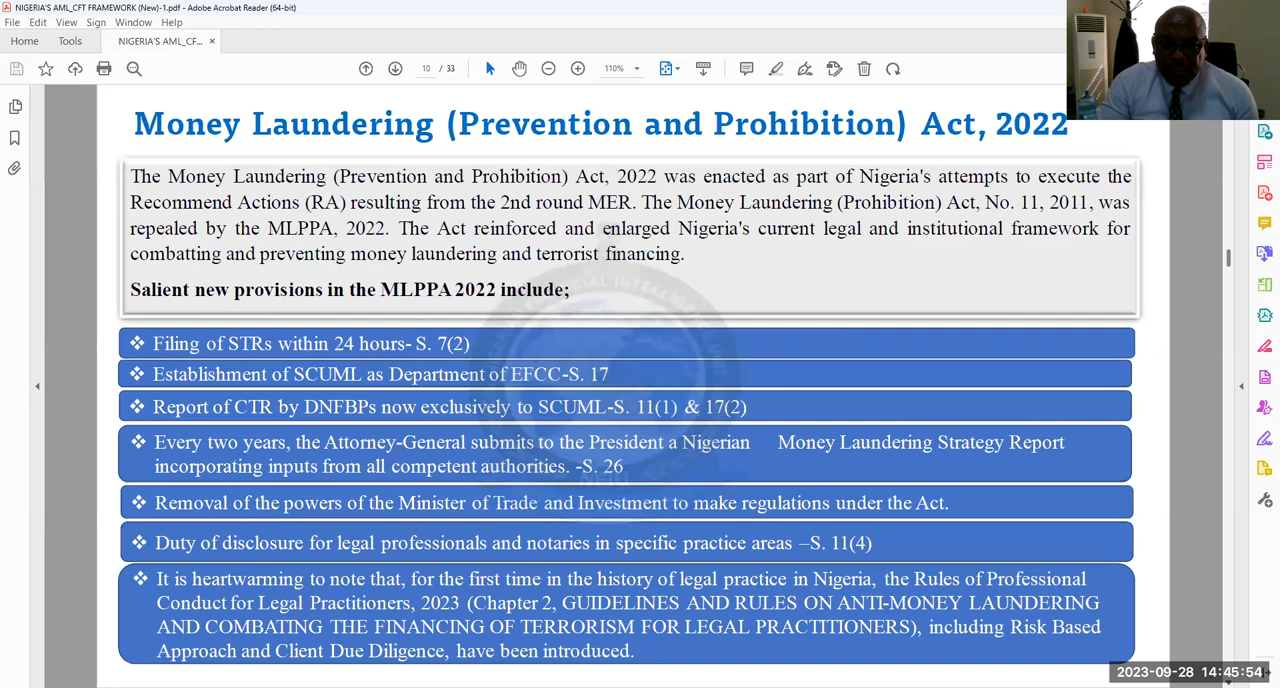 NIGERIA'S AML_CFT FRAMEWORK (New)-1.pdf - Adobe Acrobat Reader (64-bit)
File Edit View Sign Window Help
Home Tools NIGERIA'S AML_CF... ×
10 / 33 110%
Money Laundering (Prevention and Prohibition) Act, 2022
The Money Laundering (Prevention and Prohibition) Act, 2022 was enacted as part of Nigeria's attempts to execute the
Recommend Actions (RA) resulting from the 2nd round MER. The Money Laundering (Prohibition) Act, No. 11, 2011, was
repealed by the MLPPA, 2022. The Act reinforced and enlarged Nigeria's current legal and institutional framework for
combatting and preventing money laundering and terrorist financing.
Salient new provisions in the MLPPA 2022 include;
❖ Filing of STRs within 24 hours- S. 7(2)
❖ Establishment of SCUML as Department of EFCC-S. 17
❖ Report of CTR by DNFBPs now exclusively to SCUML-S. 11(1) & 17(2)
❖ Every two years, the Attorney-General submits to the President a Nigerian Money Laundering Strategy Report
incorporating inputs from all competent authorities. -S. 26
❖ Removal of the powers of the Minister of Trade and Investment to make regulations under the Act.
❖ Duty of disclosure for legal professionals and notaries in specific practice areas –S. 11(4)
❖ It is heartwarming to note that, for the first time in the history of legal practice in Nigeria, the Rules of Professional
Conduct for Legal Practitioners, 2023 (Chapter 2, GUIDELINES AND RULES ON ANTI-MONEY LAUNDERING
AND COMBATING THE FINANCING OF TERRORISM FOR LEGAL PRACTITIONERS), including Risk Based
Approach and Client Due Diligence, have been introduced.
2023-09-28 14:45:54